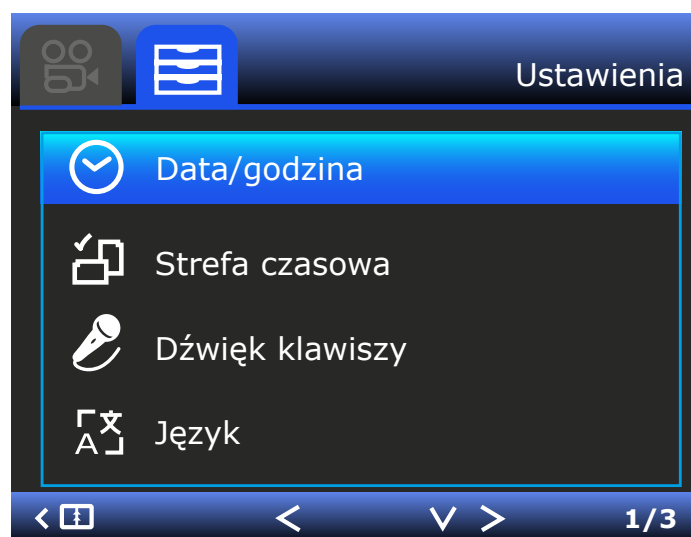 Ustawienia
Data/godzina
Strefa czasowa
Dźwięk klawiszy
Język
1/3